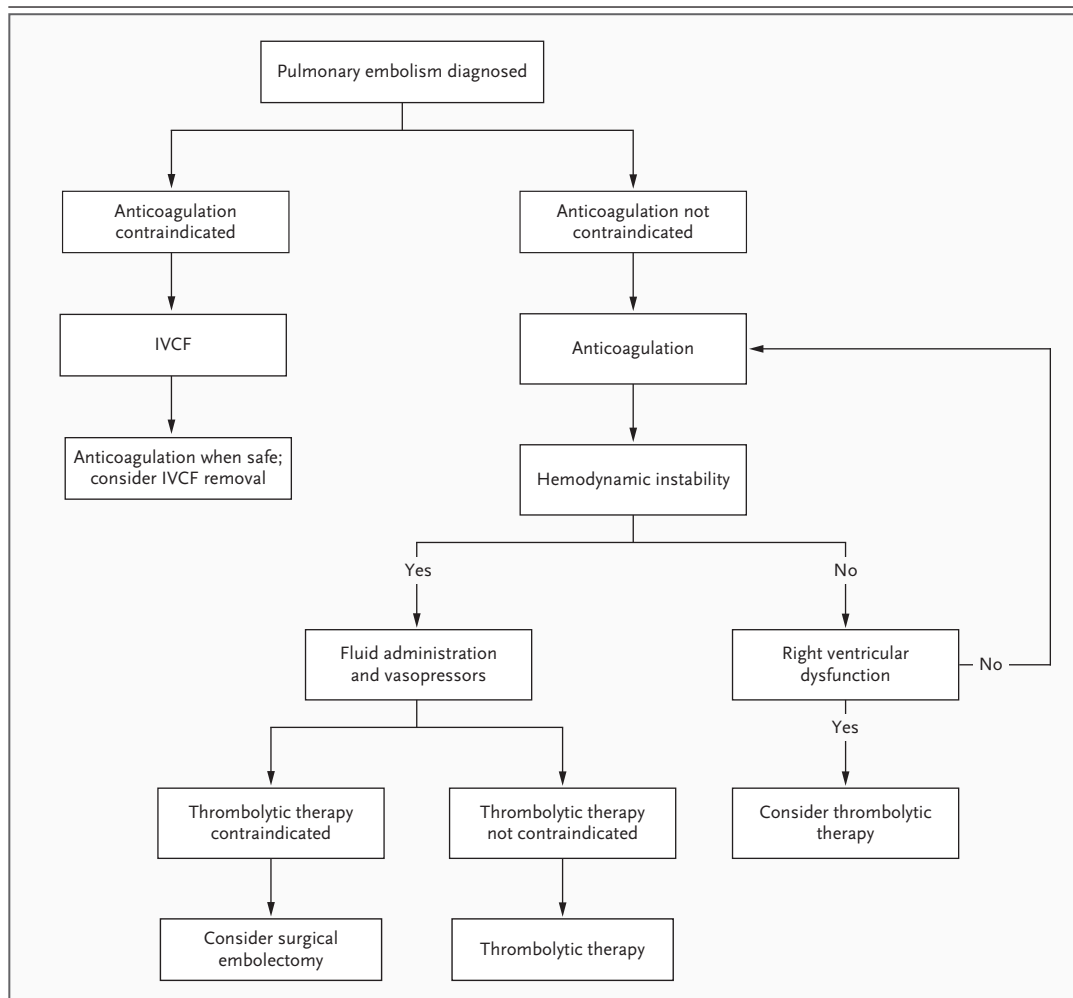 Pulmonary embolism diagnosed
Anticoagulation
contraindicated
Anticoagulation not
contraindicated
IVCF
Anticoagulation
Anticoagulation when safe;
consider IVCF removal
Hemodynamic instability
Yes
No
Fluid administration
and vasopressors
Right ventricular
dysfunction
No
Yes
Thrombolytic therapy
contraindicated
Thrombolytic therapy
not contraindicated
Consider thrombolytic
therapy
Consider surgical
embolectomy
Thrombolytic therapy